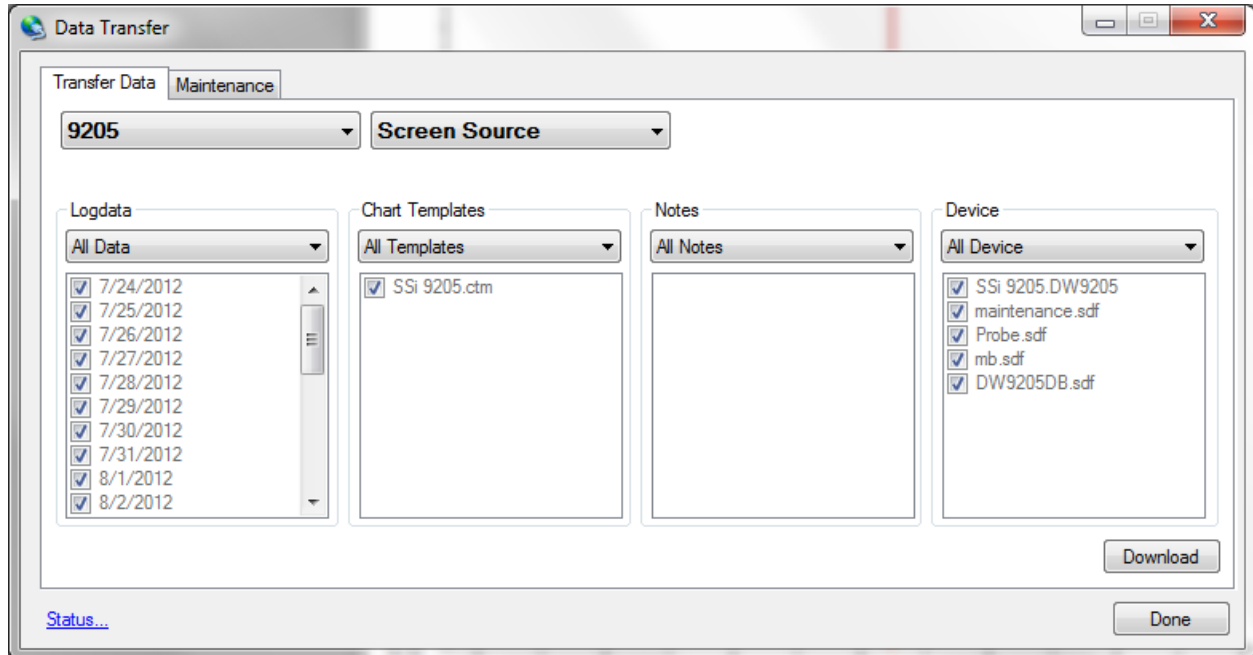 Data Transfer
Transfer Data
Maintenance
9205
Screen Source
Logdata
All Data
7/24/2012
7/25/2012
7/26/2012
7/27/2012
7/28/2012
7/29/2012
7/30/2012
7/31/2012
8/1/2012
8/2/2012
Chart Templates
All Templates
SSi 9205.ctm
Notes
All Notes
Device
All Device
SSi 9205.DW9205
maintenance.sdf
Probe.sdf
mb.sdf
DW9205DB.sdf
Download
Status...
Done